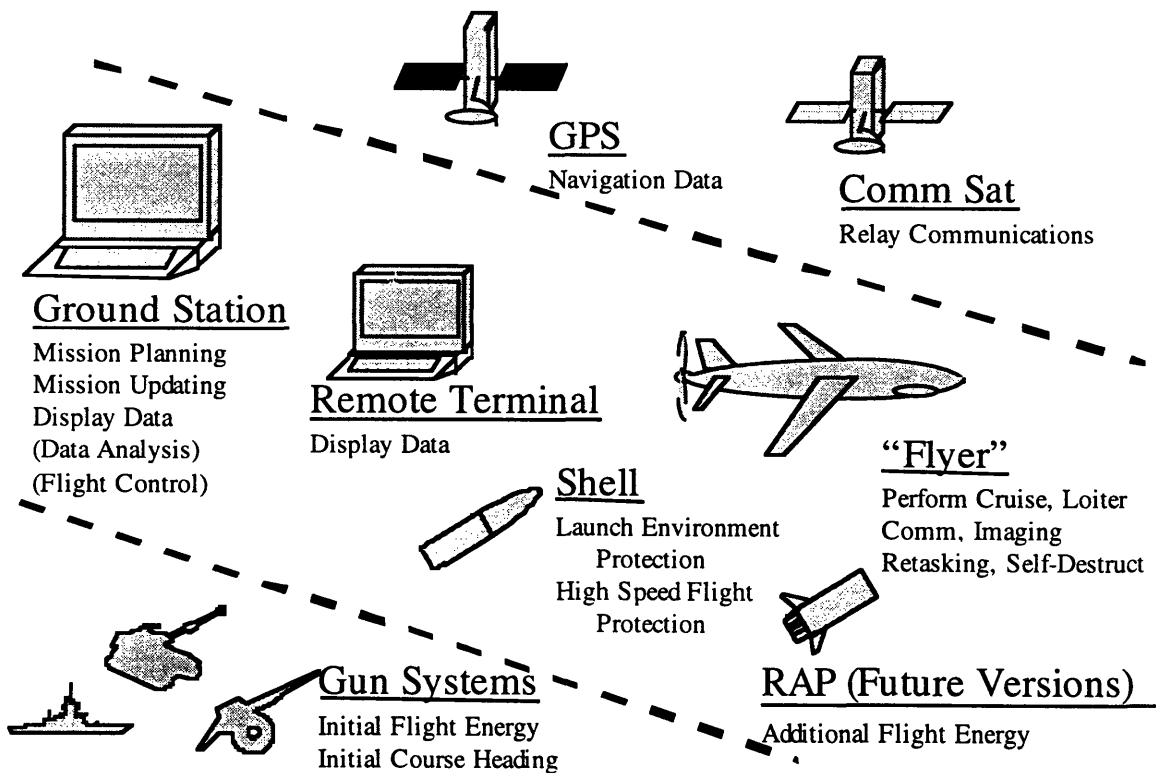 GPS
Navigation Data
Comm Sat
Relay Communications
Ground Station
Mission Planning
Mission Updating
Display Data
(Data Analysis)
(Flight Control)
Remote Terminal
Display Data
“Flyer”
Perform Cruise, Loiter
Comm, Imaging
Retasking, Self-Destruct
Shell
Launch Environment
Protection
High Speed Flight
Protection
Gun Systems
Initial Flight Energy
Initial Course Heading
RAP (Future Versions)
Additional Flight Energy